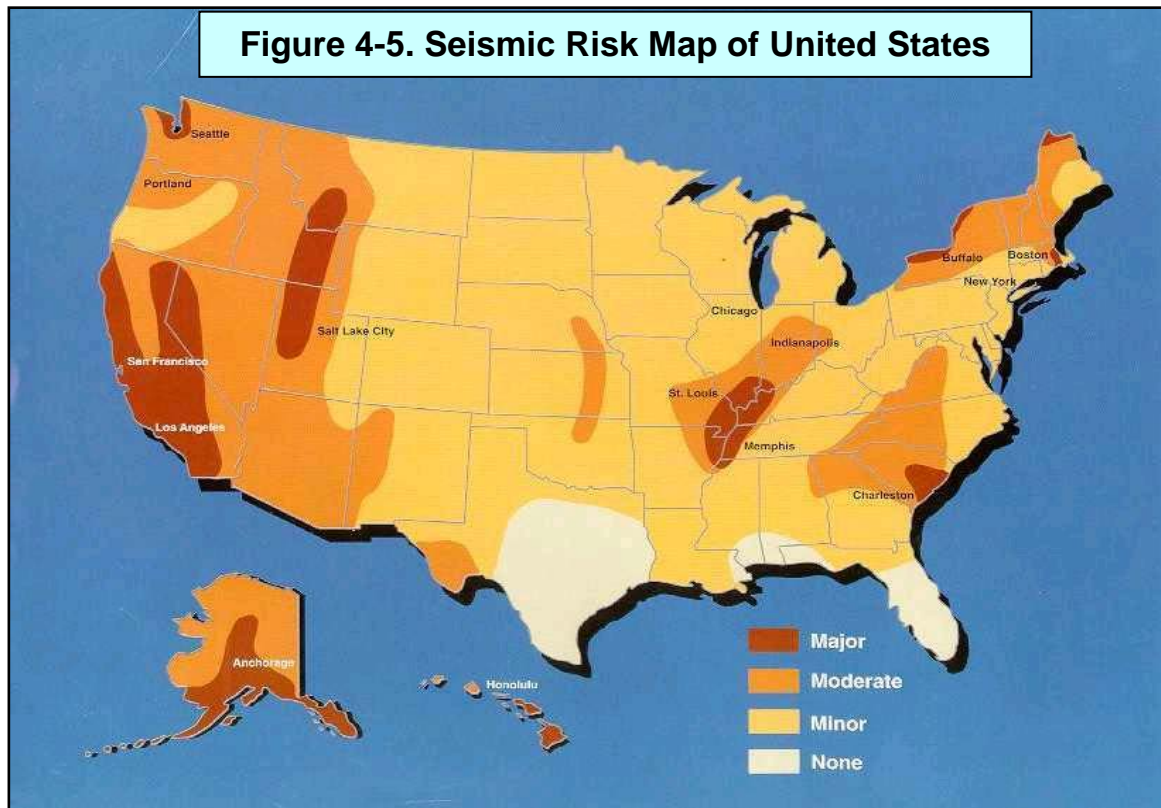 Figure 4-5. Seismic Risk Map of United States
Seattle
Portland
Buffalo
Boston
New York
Chicago
Salt Lake City
Indianapolis
San Francisco
St. Louis
Los Angeles
Memphis
Charleston
Anchorage
Honolulu
Major
Moderate
Minor
None